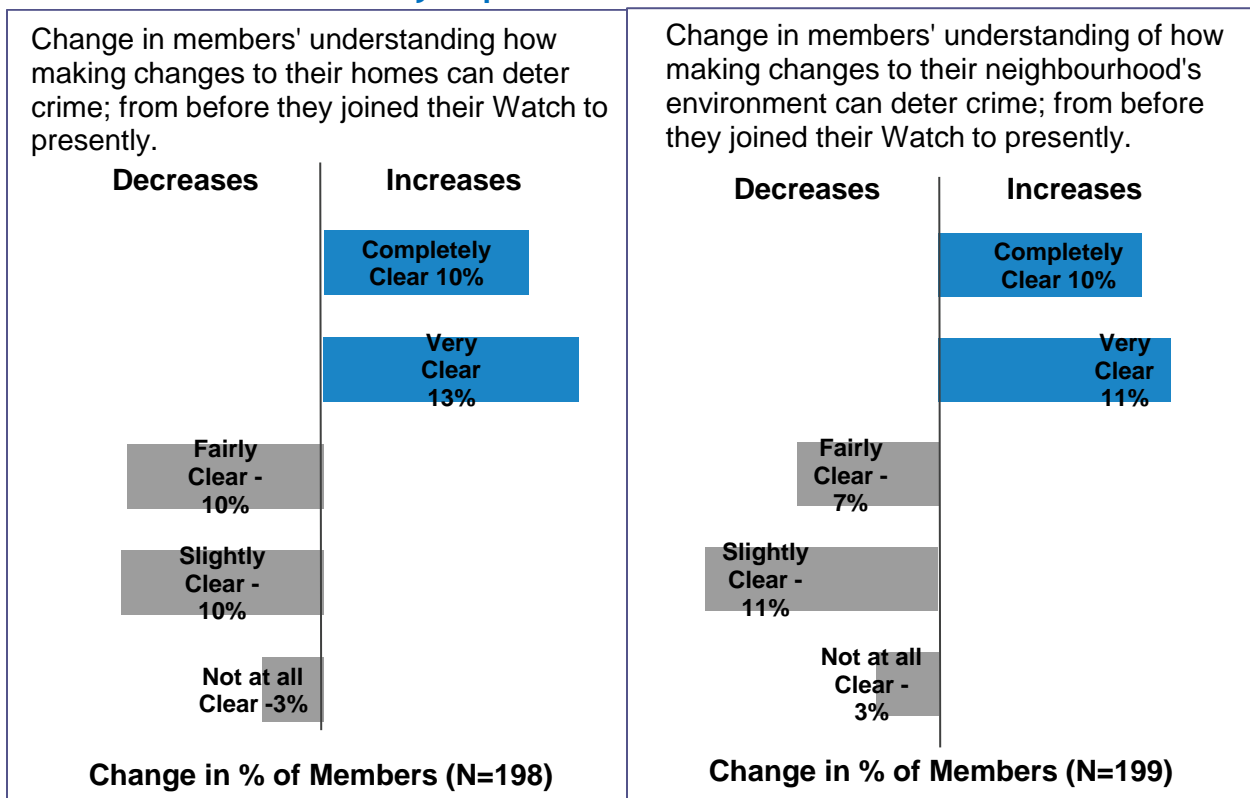 Change in members' understanding how
making changes to their homes can deter
crime; from before they joined their Watch to
presently.
Decreases
Increases
Completely
Clear 10%
Very
Clear
13%
Fairly
Clear -
10%
Slightly
Clear -
10%
Not at all
Clear -3%
Change in % of Members (N=198)
Change in members' understanding of how
making changes to their neighbourhood's
environment can deter crime; from before
they joined their Watch to presently.
Decreases
Increases
Completely
Clear 10%
Very
Clear
11%
Fairly
Clear -
7%
Slightly
Clear -
11%
Not at all
Clear -
3%
Change in % of Members (N=199)